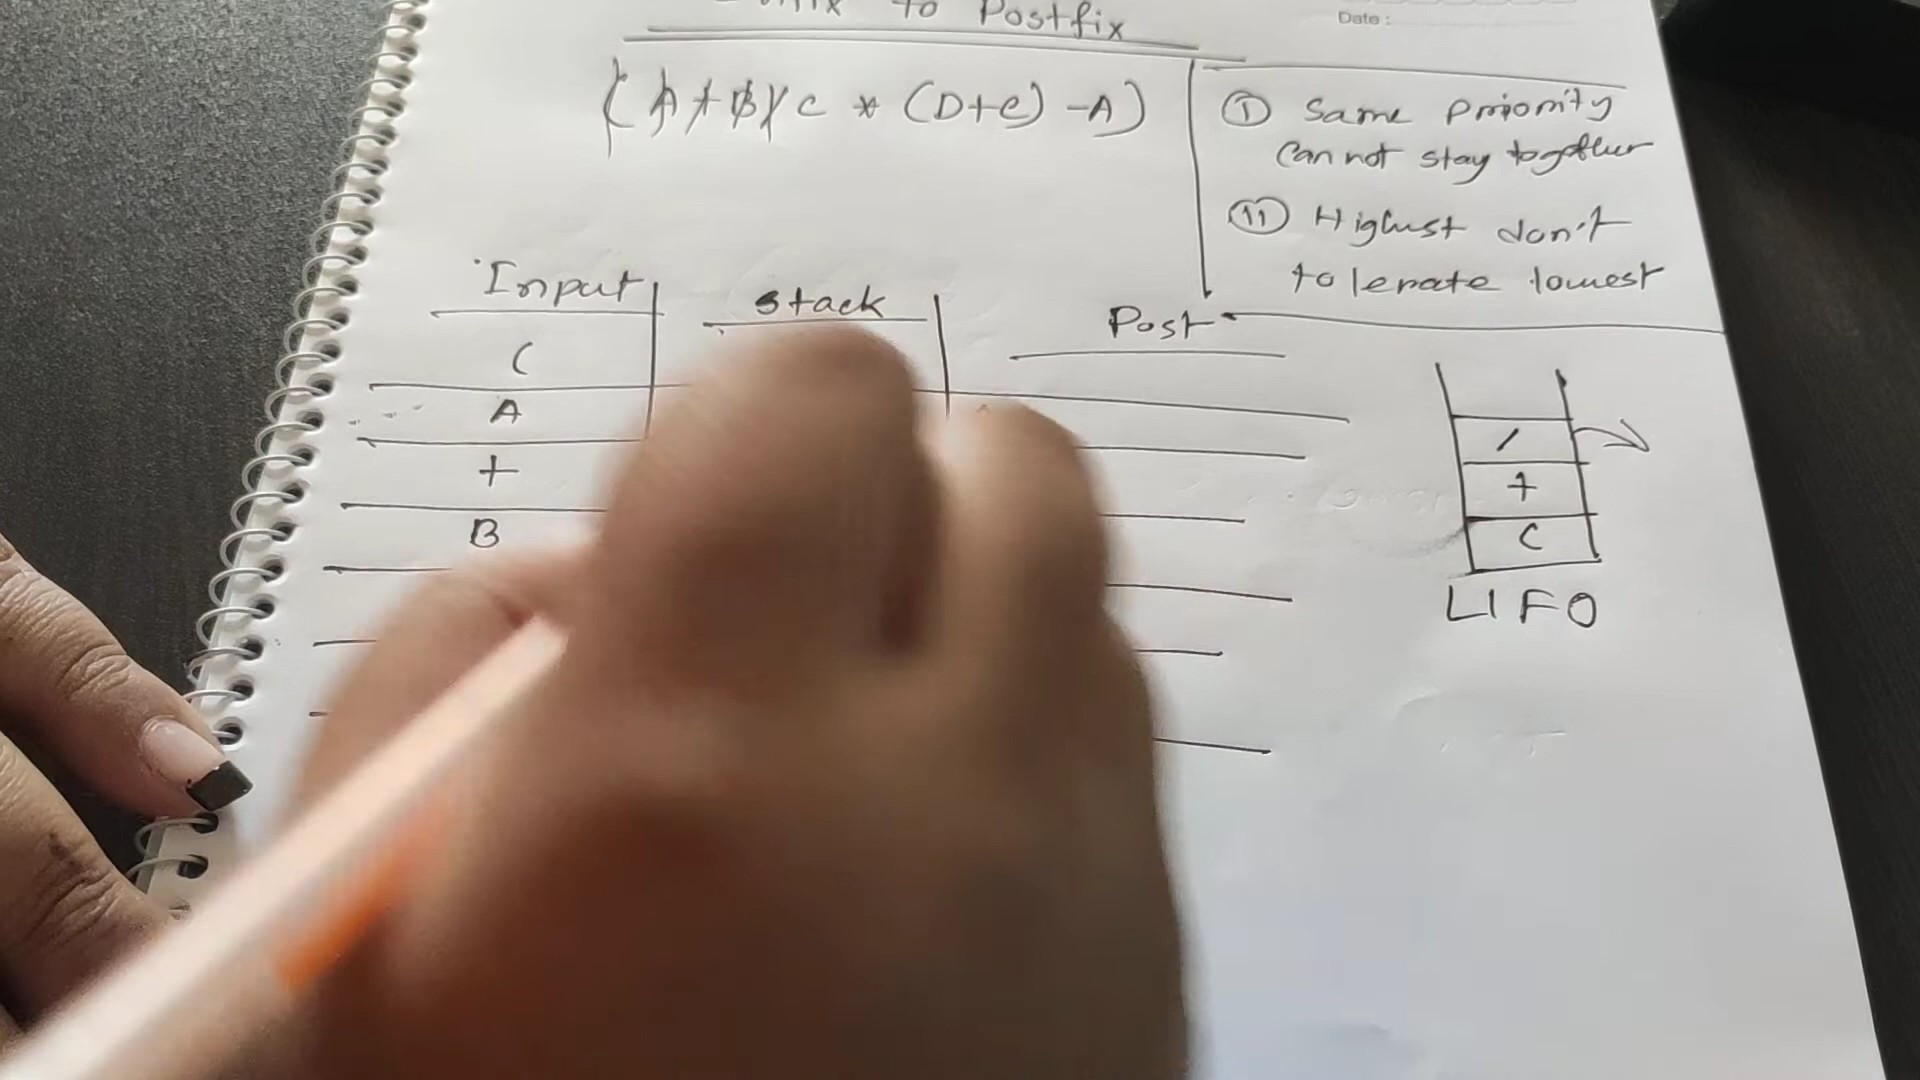 to Postfix
Date :
(A+B/C * (D+C) -A)
① Same priority
can not stay together
(11) Highest don't
tolerate lowest
Input Stack Post
(
A
+
B
/
+
(
LIFO